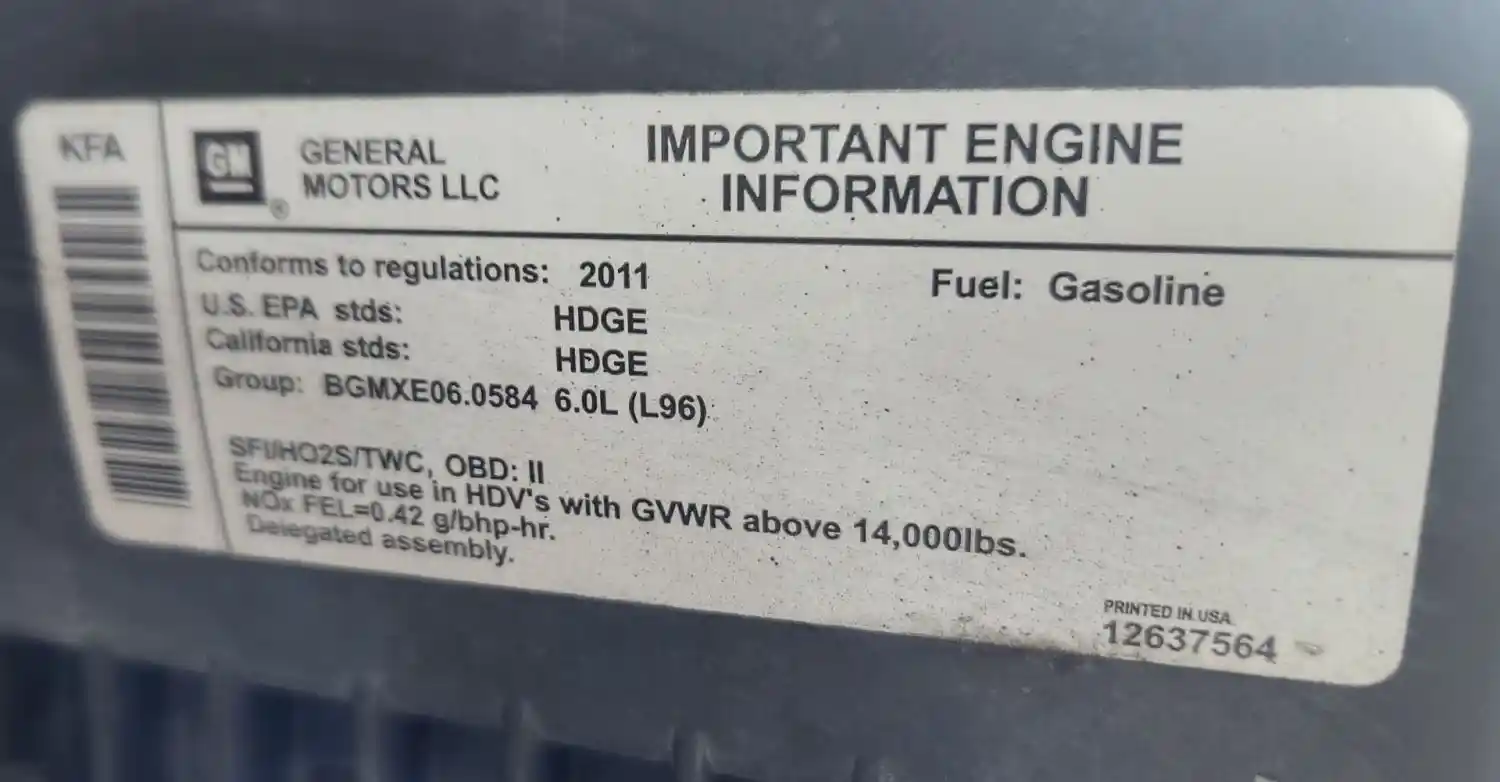 KFA
GM
®
GENERAL
MOTORS LLC
IMPORTANT ENGINE
INFORMATION
Conforms to regulations: 2011
Fuel: Gasoline
U.S. EPA stds: HDGE
California stds: HDGE
Group: BGMXE06.0584 6.0L (L96)
SFI/HO2S/TWC, OBD: II
Engine for use in HDV's with GVWR above 14,000lbs.
NOx FEL=0.42 g/bhp-hr.
Delegated assembly.
PRINTED IN USA
12637564